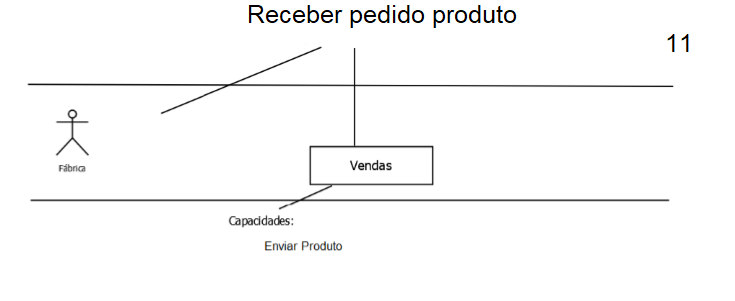 Receber pedido produto
11
Fábrica
Vendas
Capacidades:
Enviar Produto